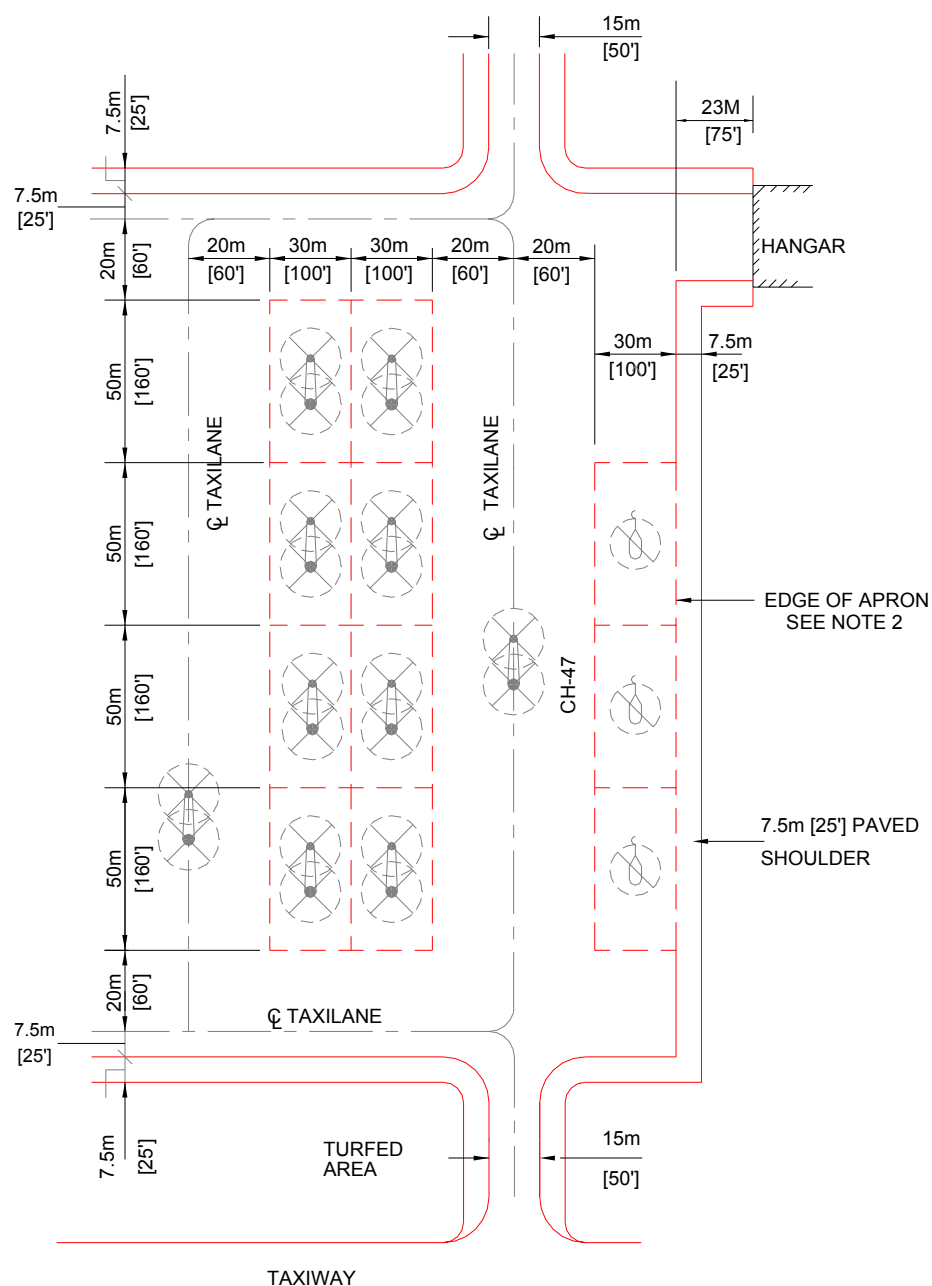 15m
[50']
7.5m
[25']
23M
[75']
7.5m
[25']
HANGAR
20m
[60']
20m
[60']
30m
[100']
30m
[100']
20m
[60']
20m
[60']
30m
[100']
7.5m
[25']
50m
[160']
℄ TAXILANE
℄ TAXILANE
50m
[160']
EDGE OF APRON
SEE NOTE 2
CH-47
50m
[160']
50m
[160']
7.5m [25'] PAVED
SHOULDER
20m
[60']
℄ TAXILANE
7.5m
[25']
7.5m
[25']
TURFED
AREA
15m
[50']
TAXIWAY